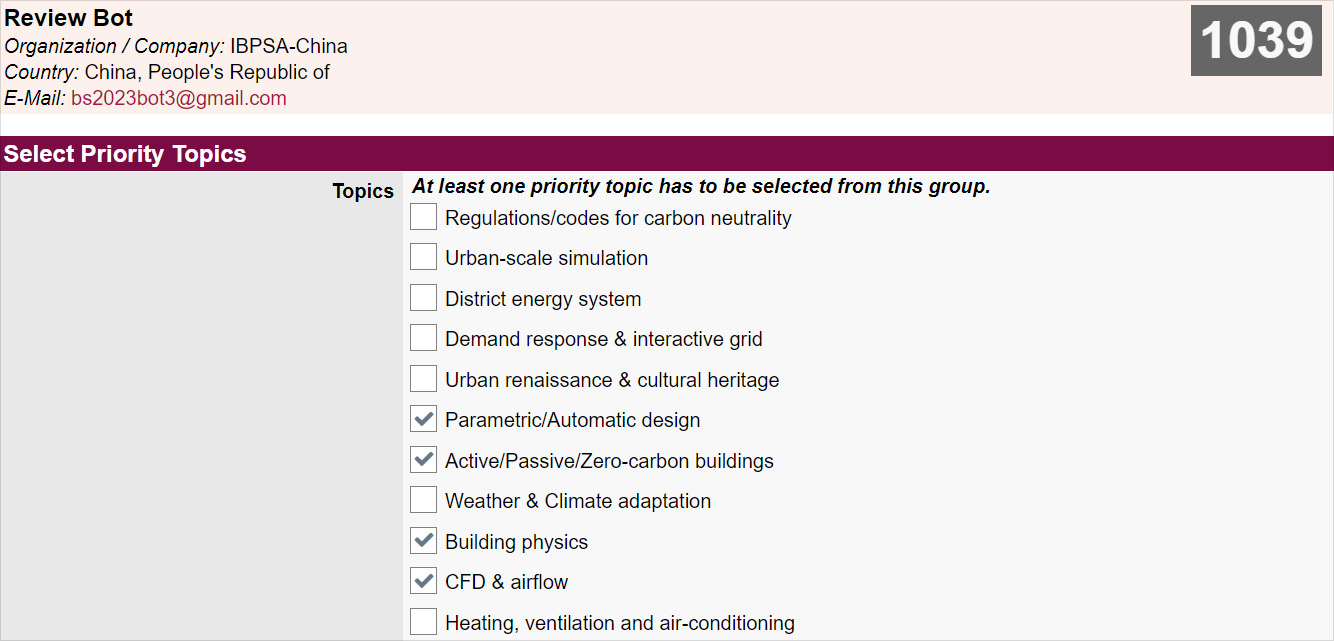 Review Bot
1039
Organization / Company: IBPSA-China
Country: China, People's Republic of
E-Mail: bs2023bot3@gmail.com
Select Priority Topics
Topics
At least one priority topic has to be selected from this group.
Regulations/codes for carbon neutrality
Urban-scale simulation
District energy system
Demand response & interactive grid
Urban renaissance & cultural heritage
Parametric/Automatic design
Active/Passive/Zero-carbon buildings
Weather & Climate adaptation
Building physics
CFD & airflow
Heating, ventilation and air-conditioning